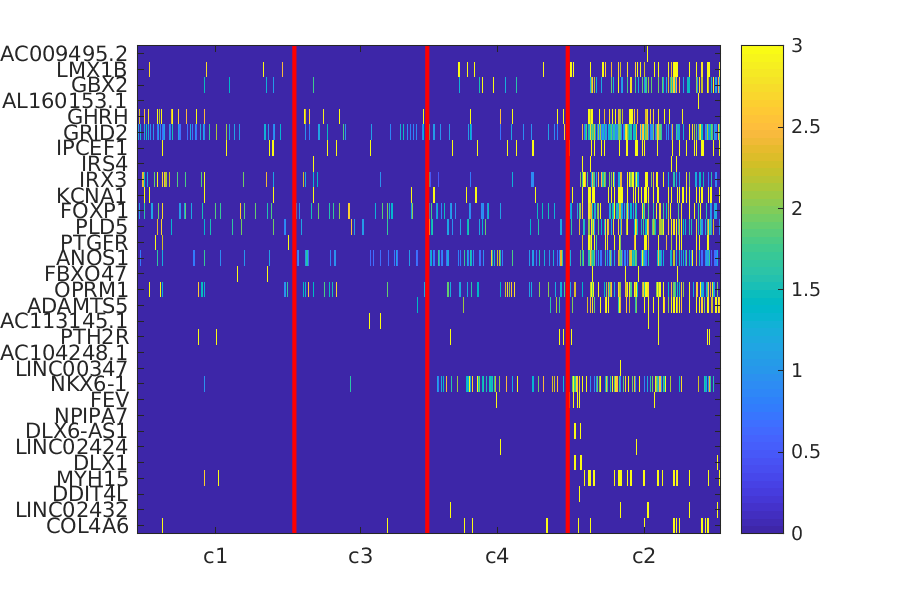 AC009495.2
LMX1B
GBX2
AL160153.1
GHRH
GRID2
IPCEF1
IRS4
IRX3
KCNA1
FOXP1
PLD5
PTGER
ANOS1
FBXO47
OPRM1
ADAMTS5
AC113145.1
PTH2R
AC104248.1
LINC00347
NKX6-1
FEV
NPIPA7
DLX6-AS1
LINC02424
DLX1
MYH15
DDIT4L
LINC02432
COL4A6
c1 c3 c4 c2
3
2.5
2
1.5
1
0.5
0